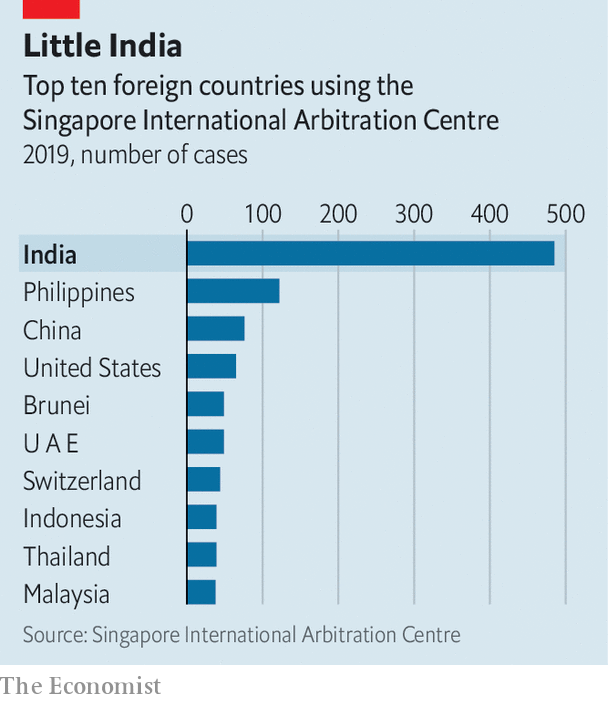 Little India
Top ten foreign countries using the
Singapore International Arbitration Centre
2019, number of cases
0 100 200 300 400 500
India
Philippines
China
United States
Brunei
U A E
Switzerland
Indonesia
Thailand
Malaysia
Source: Singapore International Arbitration Centre
The Economist